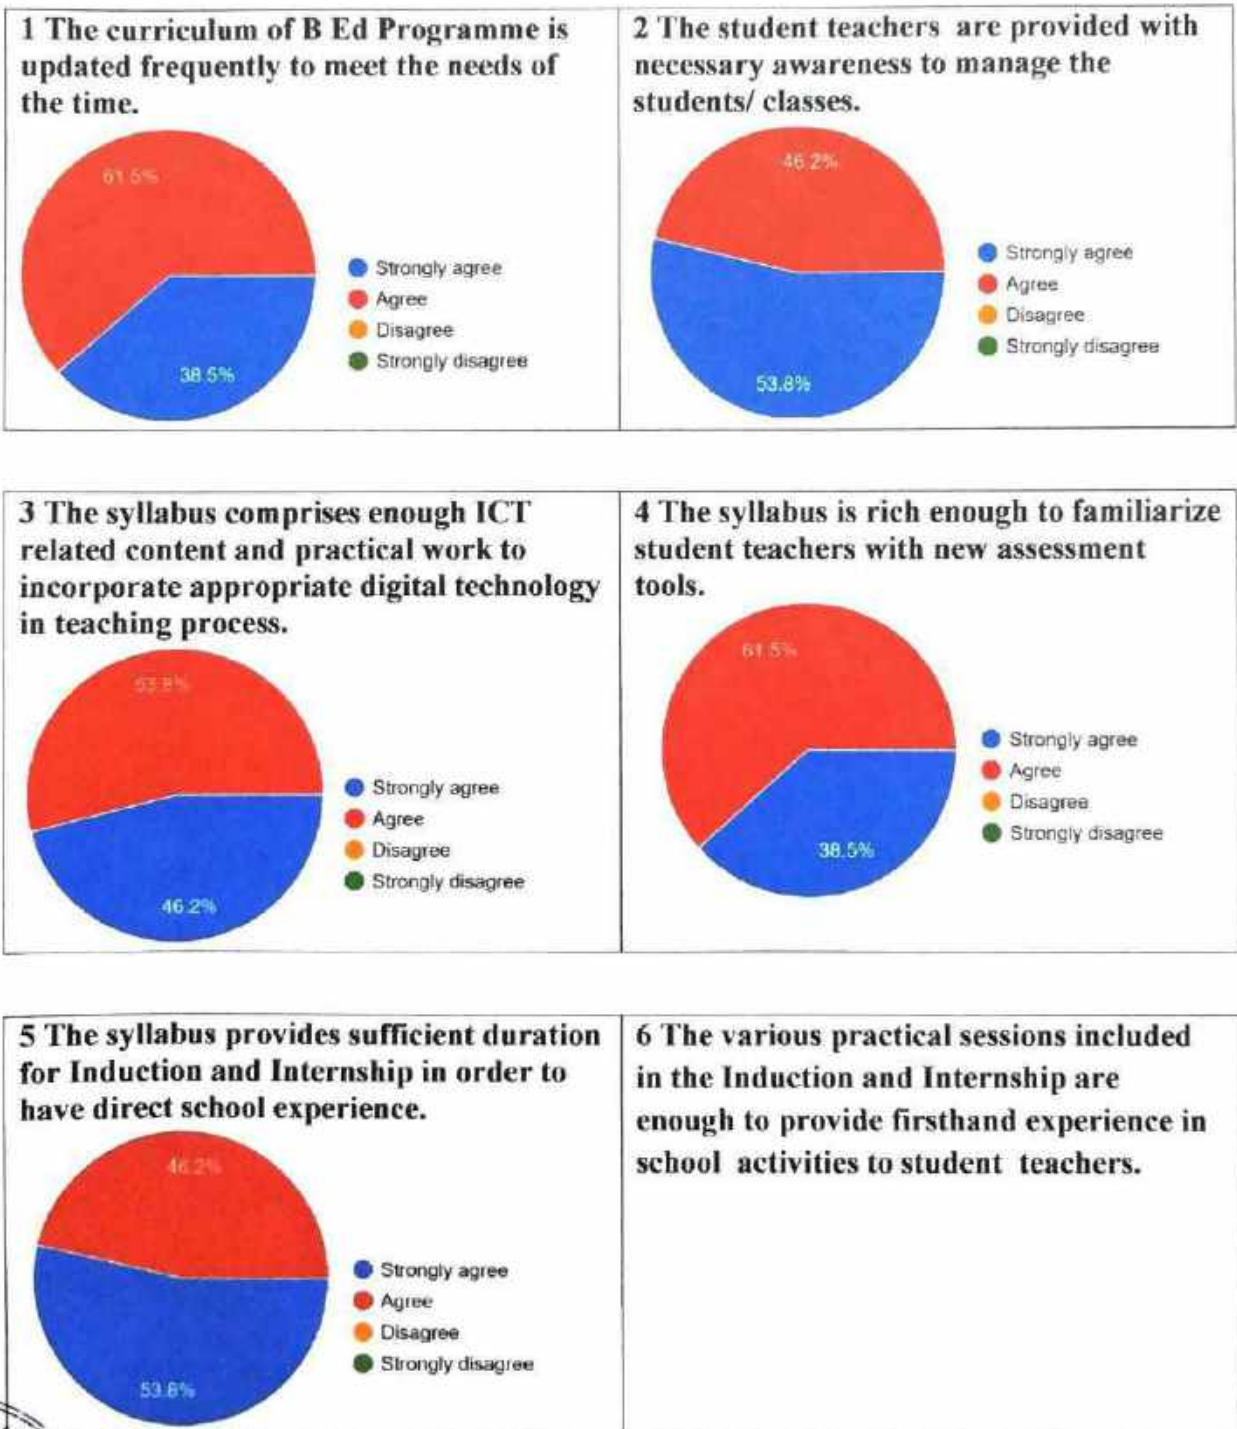 1 The curriculum of B Ed Programme is
updated frequently to meet the needs of
the time.
61.5%
38.5%
Strongly agree
Agree
Disagree
Strongly disagree
2 The student teachers are provided with
necessary awareness to manage the
students/ classes.
46.2%
53.8%
Strongly agree
Agree
Disagree
Strongly disagree
3 The syllabus comprises enough ICT
related content and practical work to
incorporate appropriate digital technology
in teaching process.
53.8%
46.2%
Strongly agree
Agree
Disagree
Strongly disagree
4 The syllabus is rich enough to familiarize
student teachers with new assessment
tools.
61.5%
38.5%
Strongly agree
Agree
Disagree
Strongly disagree
5 The syllabus provides sufficient duration
for Induction and Internship in order to
have direct school experience.
46.2%
53.8%
Strongly agree
Agree
Disagree
Strongly disagree
6 The various practical sessions included
in the Induction and Internship are
enough to provide firsthand experience in
school activities to student teachers.